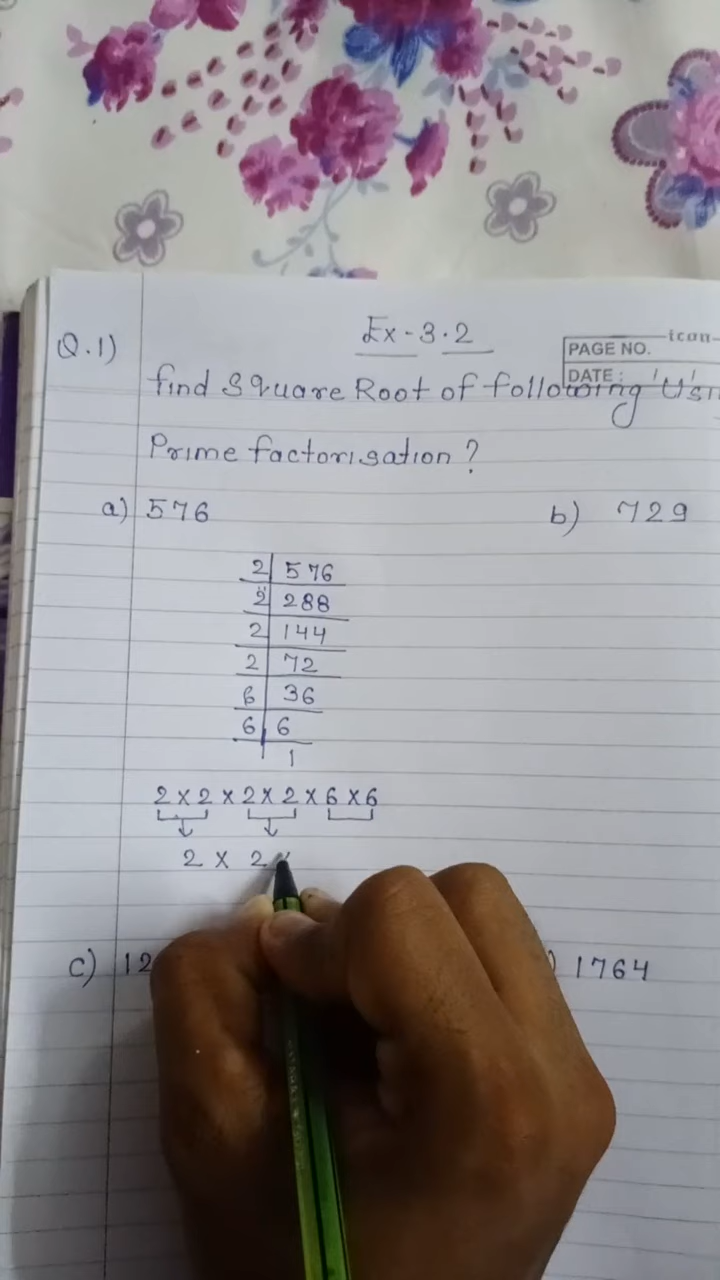 Ex-3.2
Q.1)
PAGE NO.
DATE :
find Square Root of following
Prime factorisation ?
a) 576
b) 729
2 | 576
2 | 288
2 | 144
2 | 72
6 | 36
6 | 6
1
2 x 2 x 2 x 2 x 6 x 6
2 x 2
c)
1764